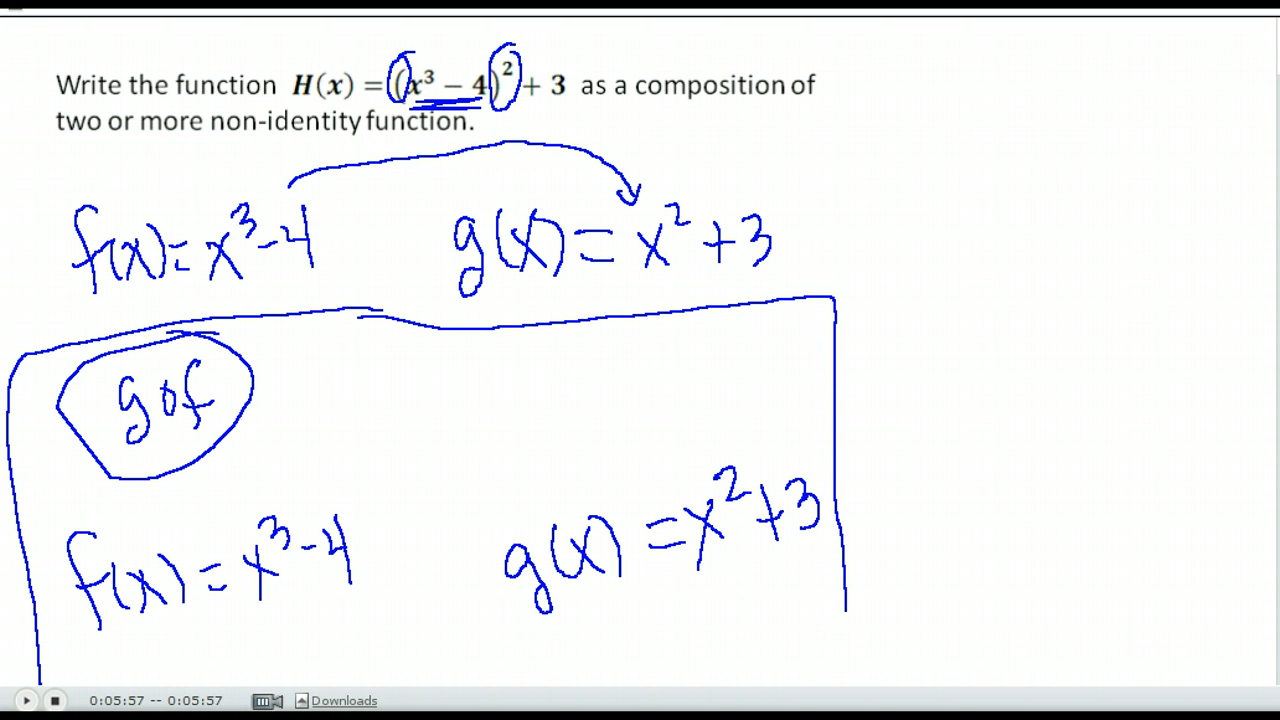 Write the function H(x) = (x³ − 4)² + 3 as a composition of
two or more non-identity function.
f(x) = x³ - 4 g(x) = x² + 3
g o f
f(x) = x³ - 4 g(x) = x² + 3
0:05:57 -- 0:05:57 Downloads